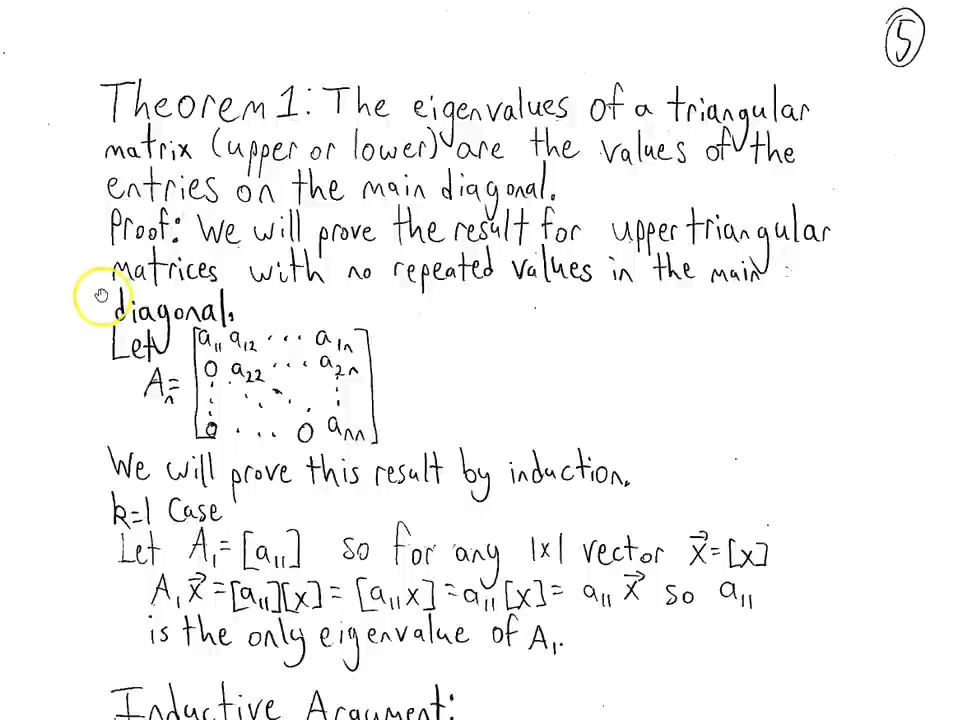 ⑤
Theorem 1: The eigenvalues of a triangular
matrix (upper or lower) are the values of the
entries on the main diagonal.
Proof: We will prove the result for upper triangular
matrices with no repeated values in the main
diagonal.
Let
Aₙ = [a₁₁ a₁₂ ... a₁ₙ
0 a₂₂ ... a₂ₙ
⋮ ⋱ ⋮
0 ... 0 aₙₙ]
We will prove this result by induction.
k=1 Case
Let A₁ = [a₁₁] so for any 1x1 vector x⃗ = [x]
A₁x⃗ = [a₁₁][x] = [a₁₁x] = a₁₁[x] = a₁₁ x⃗ so a₁₁
is the only eigenvalue of A₁.
Inductive Argument: